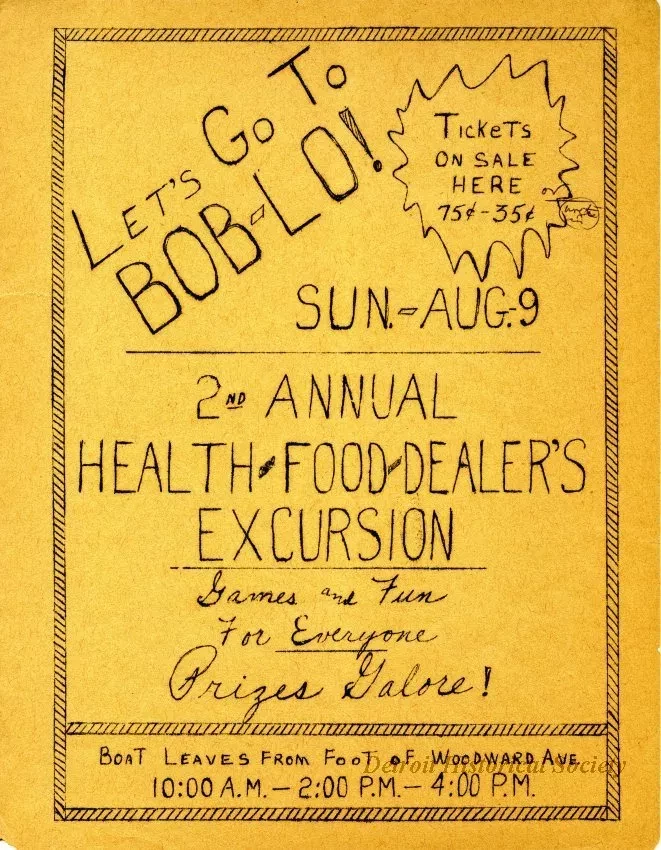 LET'S GO TO
BOB-LO!
TICKETS
ON SALE
HERE
75¢-35¢
SUN.-AUG.-9
2ND ANNUAL
HEALTH-FOOD-DEALER'S
EXCURSION
Games and Fun
For Everyone
Prizes Galore!
BOAT LEAVES FROM FOOT OF WOODWARD AVE
10:00 A.M. - 2:00 P.M. - 4:00 P.M.
Detroit Historical Society